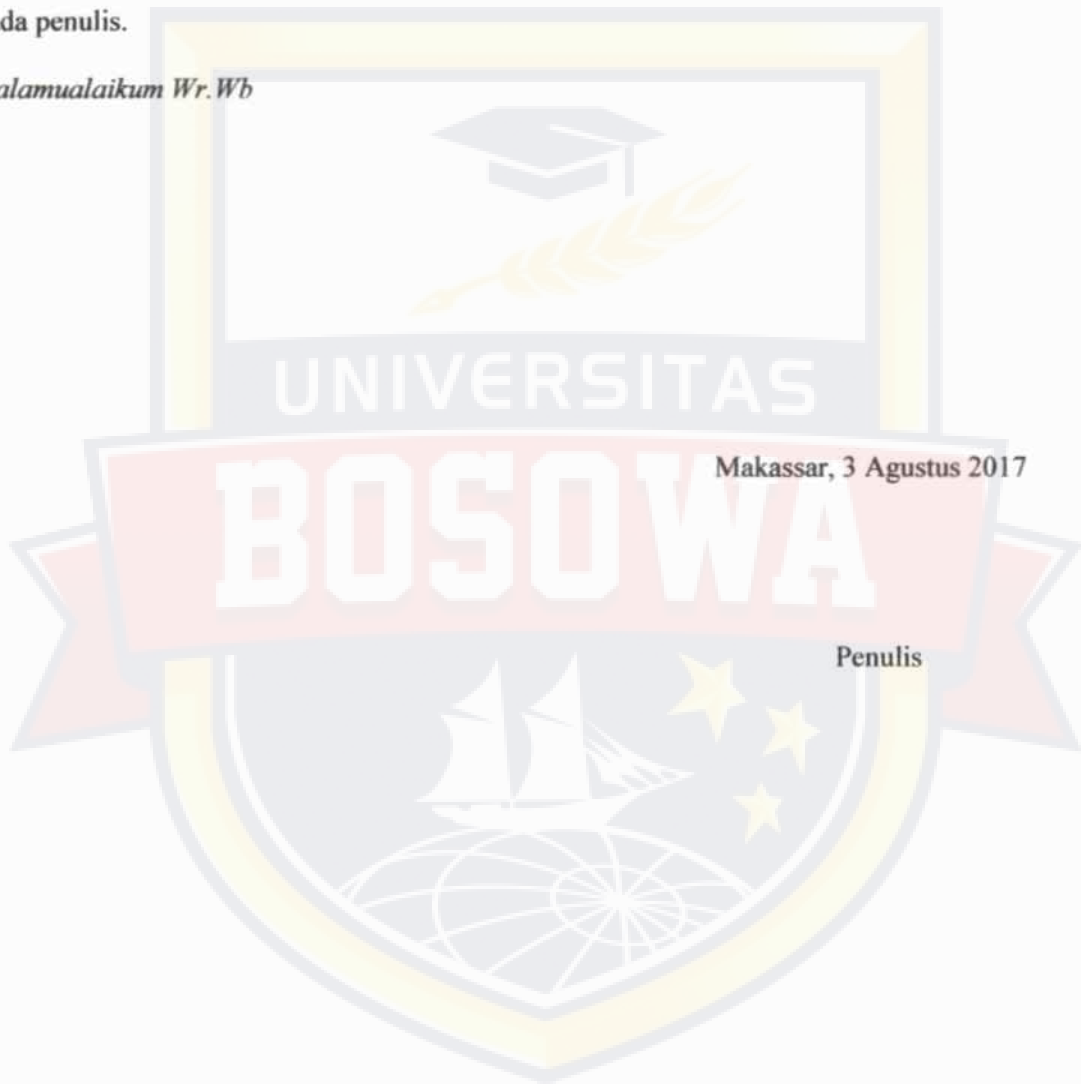 da penulis.
alamualaikum Wr.Wb
UNIVERSITAS
Makassar, 3 Agustus 2017
BOSOWA
Penulis